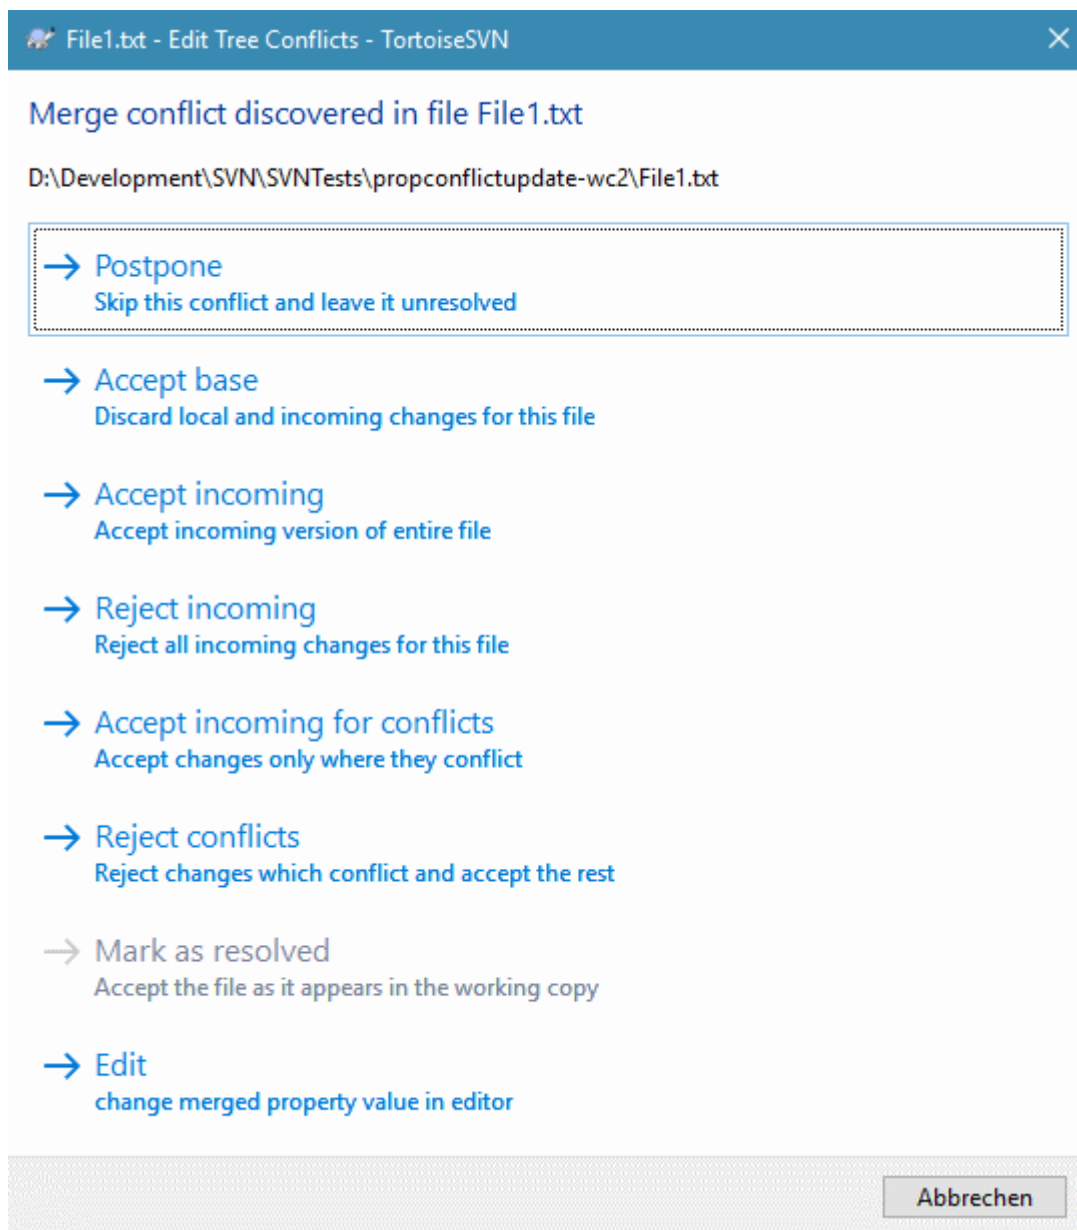 File1.txt - Edit Tree Conflicts - TortoiseSVN
Merge conflict discovered in file File1.txt
D:\Development\SVN\SVNTests\propconflictupdate-wc2\File1.txt
Postpone
Skip this conflict and leave it unresolved
Accept base
Discard local and incoming changes for this file
Accept incoming
Accept incoming version of entire file
Reject incoming
Reject all incoming changes for this file
Accept incoming for conflicts
Accept changes only where they conflict
Reject conflicts
Reject changes which conflict and accept the rest
Mark as resolved
Accept the file as it appears in the working copy
Edit
change merged property value in editor
Abbrechen